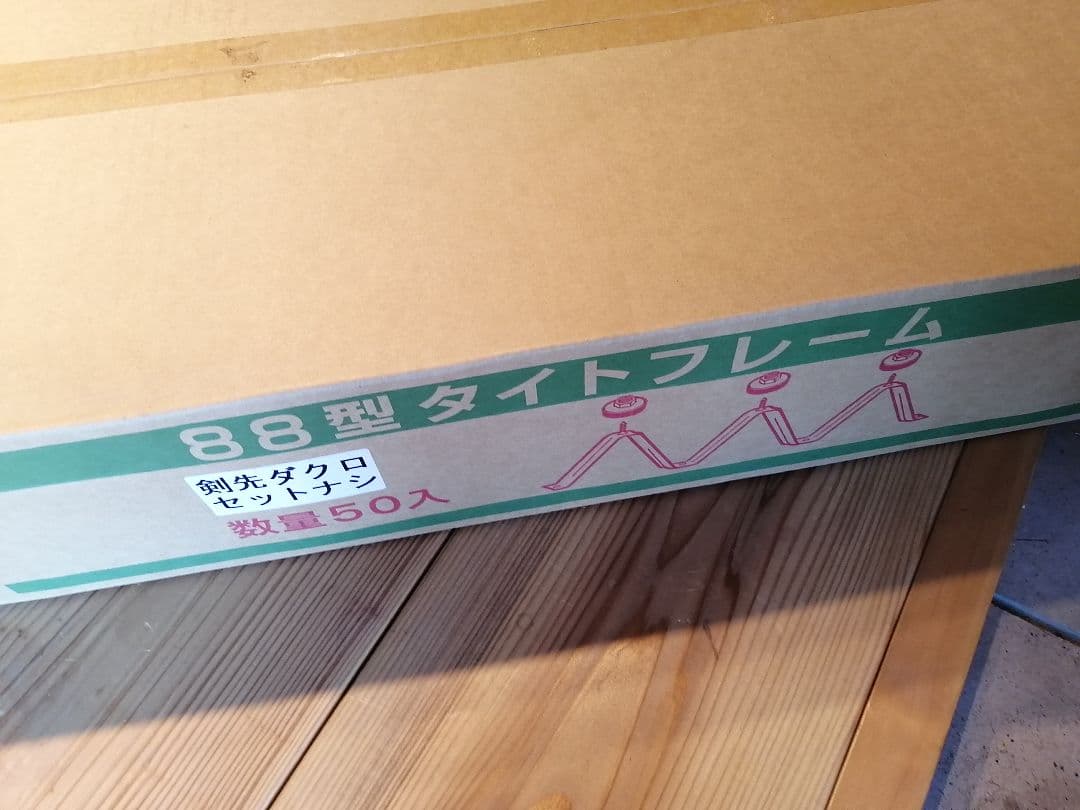 88型 タイトフレーム
剣先ダクロ
セットナシ
数量50入